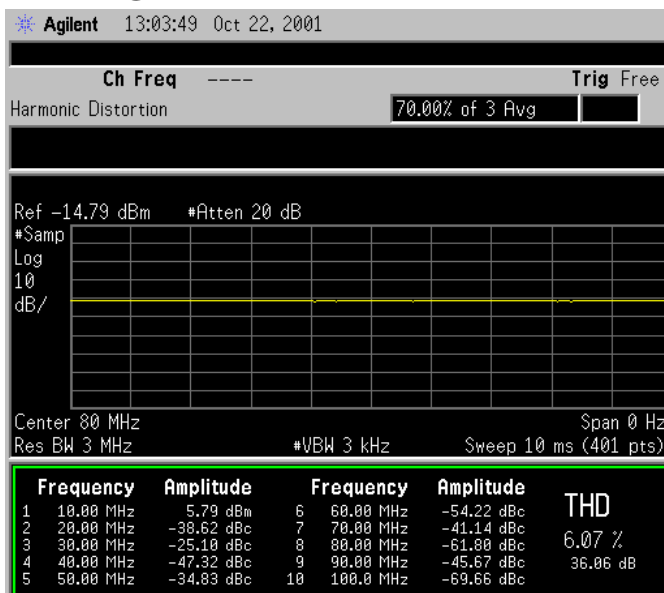 Agilent 13:03:49 Oct 22, 2001
Ch Freq ---- Trig Free
Harmonic Distortion 70.00% of 3 Avg
Ref -14.79 dBm #Atten 20 dB
#Samp
Log
10
dB/
Center 80 MHz Span 0 Hz
Res BW 3 MHz #VBW 3 kHz Sweep 10 ms (401 pts)
Frequency Amplitude Frequency Amplitude THD
1 10.00 MHz 5.79 dBm 6 60.00 MHz -54.22 dBc
2 20.00 MHz -38.62 dBc 7 70.00 MHz -41.14 dBc
3 30.00 MHz -25.10 dBc 8 80.00 MHz -61.80 dBc 6.07 %
4 40.00 MHz -47.32 dBc 9 90.00 MHz -45.67 dBc 36.06 dB
5 50.00 MHz -34.83 dBc 10 100.0 MHz -69.66 dBc